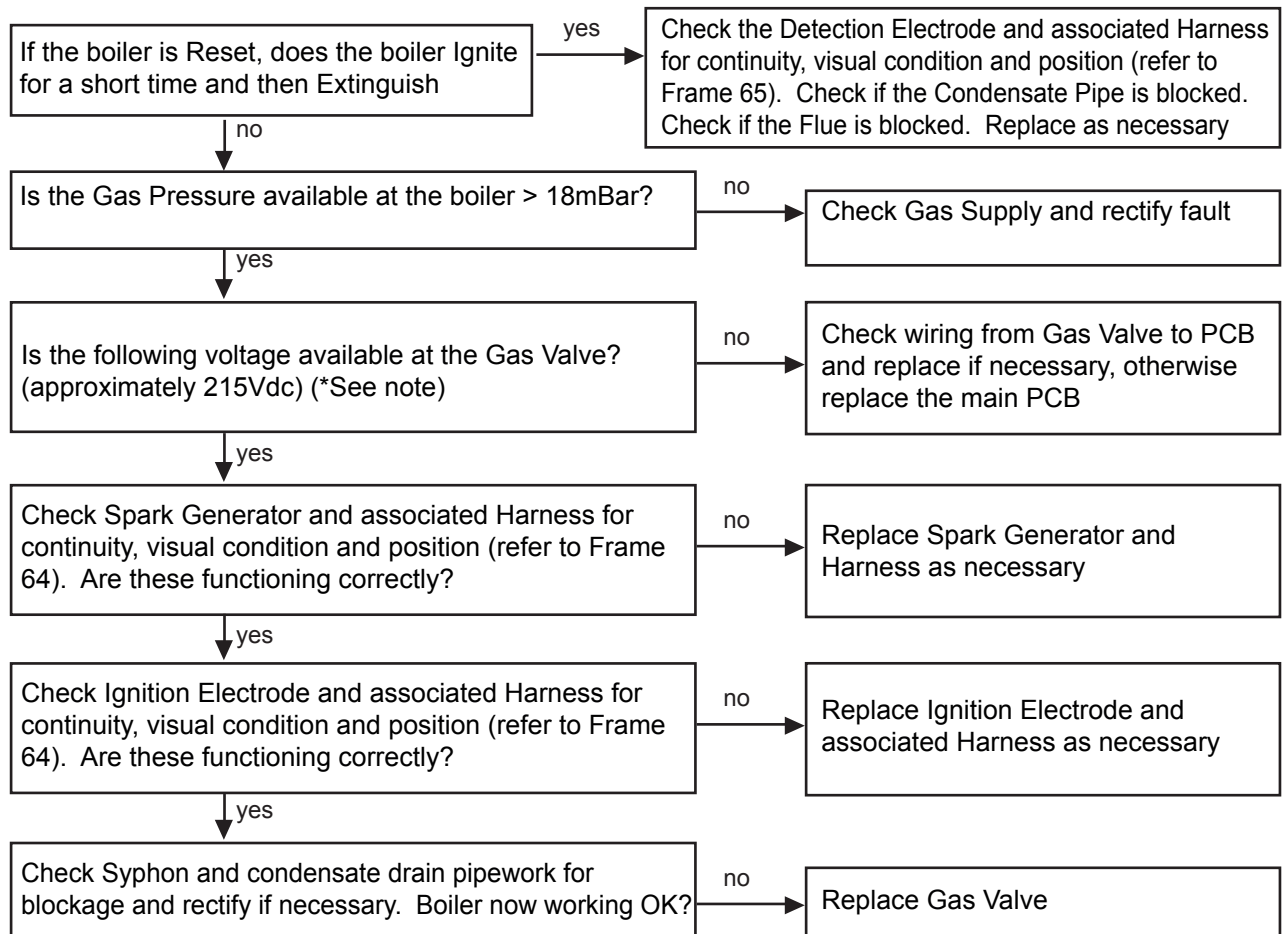 If the boiler is Reset, does the boiler Ignite
for a short time and then Extinguish
yes
Check the Detection Electrode and associated Harness
for continuity, visual condition and position (refer to
Frame 65).  Check if the Condensate Pipe is blocked.
Check if the Flue is blocked.  Replace as necessary
no
Is the Gas Pressure available at the boiler > 18mBar?
no
Check Gas Supply and rectify fault
yes
Is the following voltage available at the Gas Valve?
(approximately 215Vdc) (*See note)
no
Check wiring from Gas Valve to PCB
and replace if necessary, otherwise
replace the main PCB
yes
Check Spark Generator and associated Harness for
continuity, visual condition and position (refer to Frame
64).  Are these functioning correctly?
no
Replace Spark Generator and
Harness as necessary
yes
Check Ignition Electrode and associated Harness for
continuity, visual condition and position (refer to Frame
64).  Are these functioning correctly?
no
Replace Ignition Electrode and
associated Harness as necessary
yes
Check Syphon and condensate drain pipework for
blockage and rectify if necessary.  Boiler now working OK?
no
Replace Gas Valve